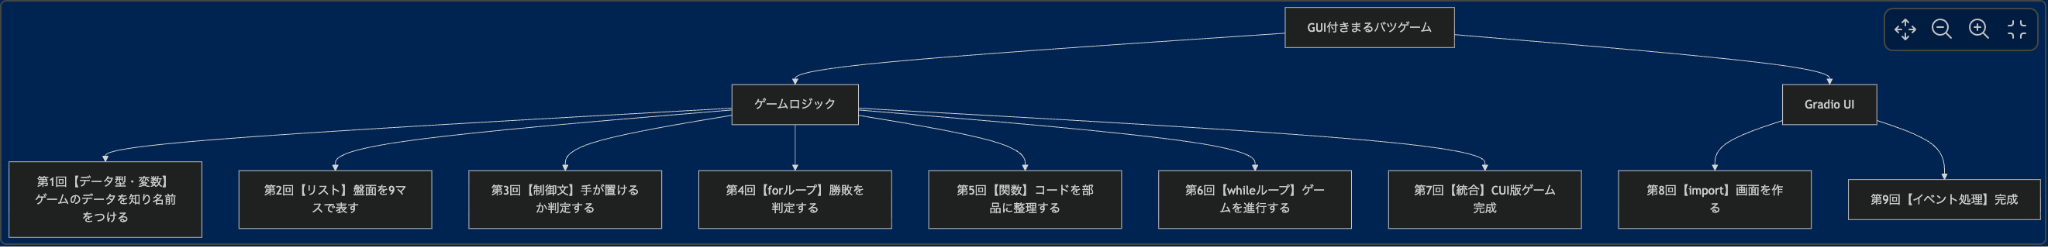 GUI付きまるバツゲーム
ゲームロジック
Gradio UI
第1回【データ型・変数】
ゲームのデータを知り名前
をつける
第2回【リスト】盤面を9マ
スで表す
第3回【制御文】手が置ける
か判定する
第4回【forループ】勝敗を
判定する
第5回【関数】コードを部
品に整理する
第6回【whileループ】ゲー
ムを進行する
第7回【統合】CUI版ゲーム
完成
第8回【import】画面を作
る
第9回【イベント処理】完成